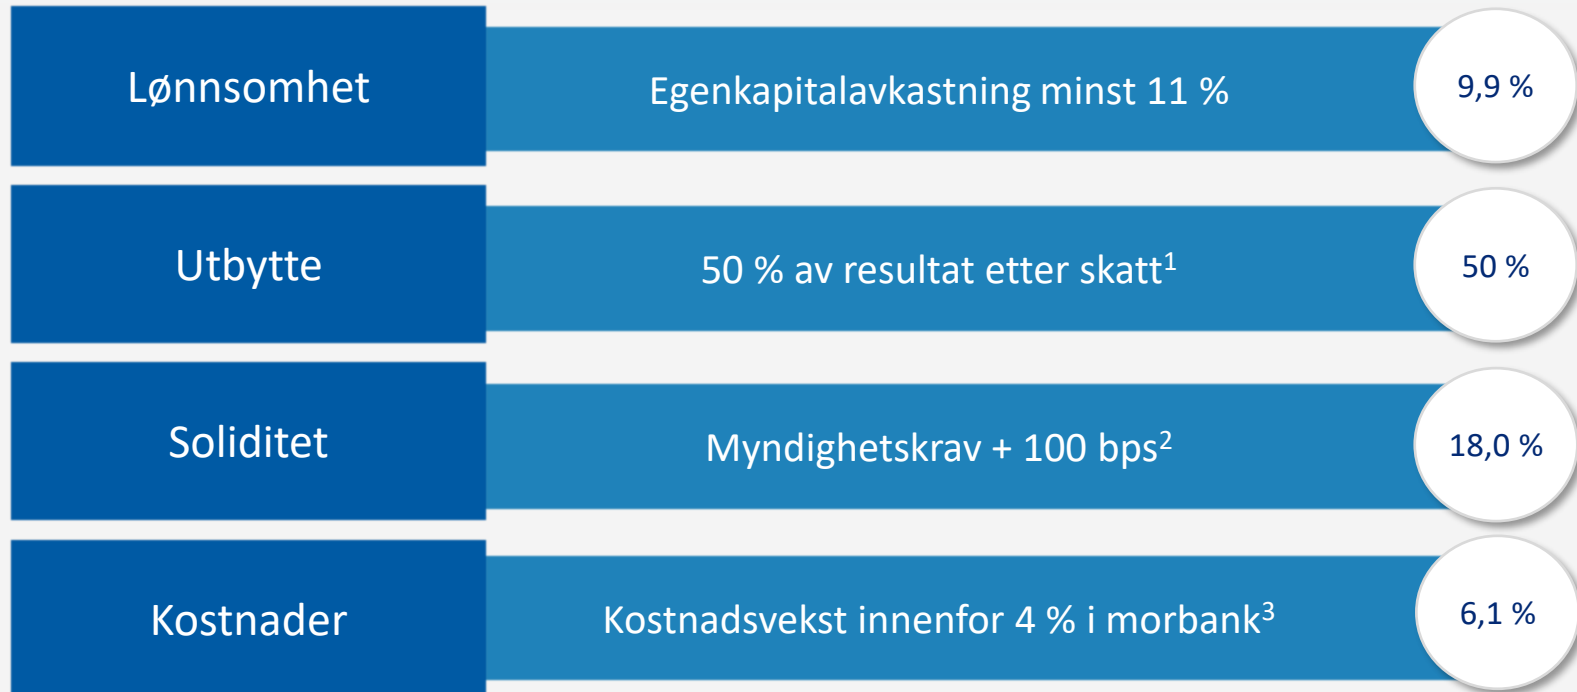 Lønnsomhet
Egenkapitalavkastning minst 11 %
9,9 %
Utbytte
50 % av resultat etter skatt¹
50 %
Soliditet
Myndighetskrav + 100 bps²
18,0 %
Kostnader
Kostnadsvekst innenfor 4 % i morbank³
6,1 %